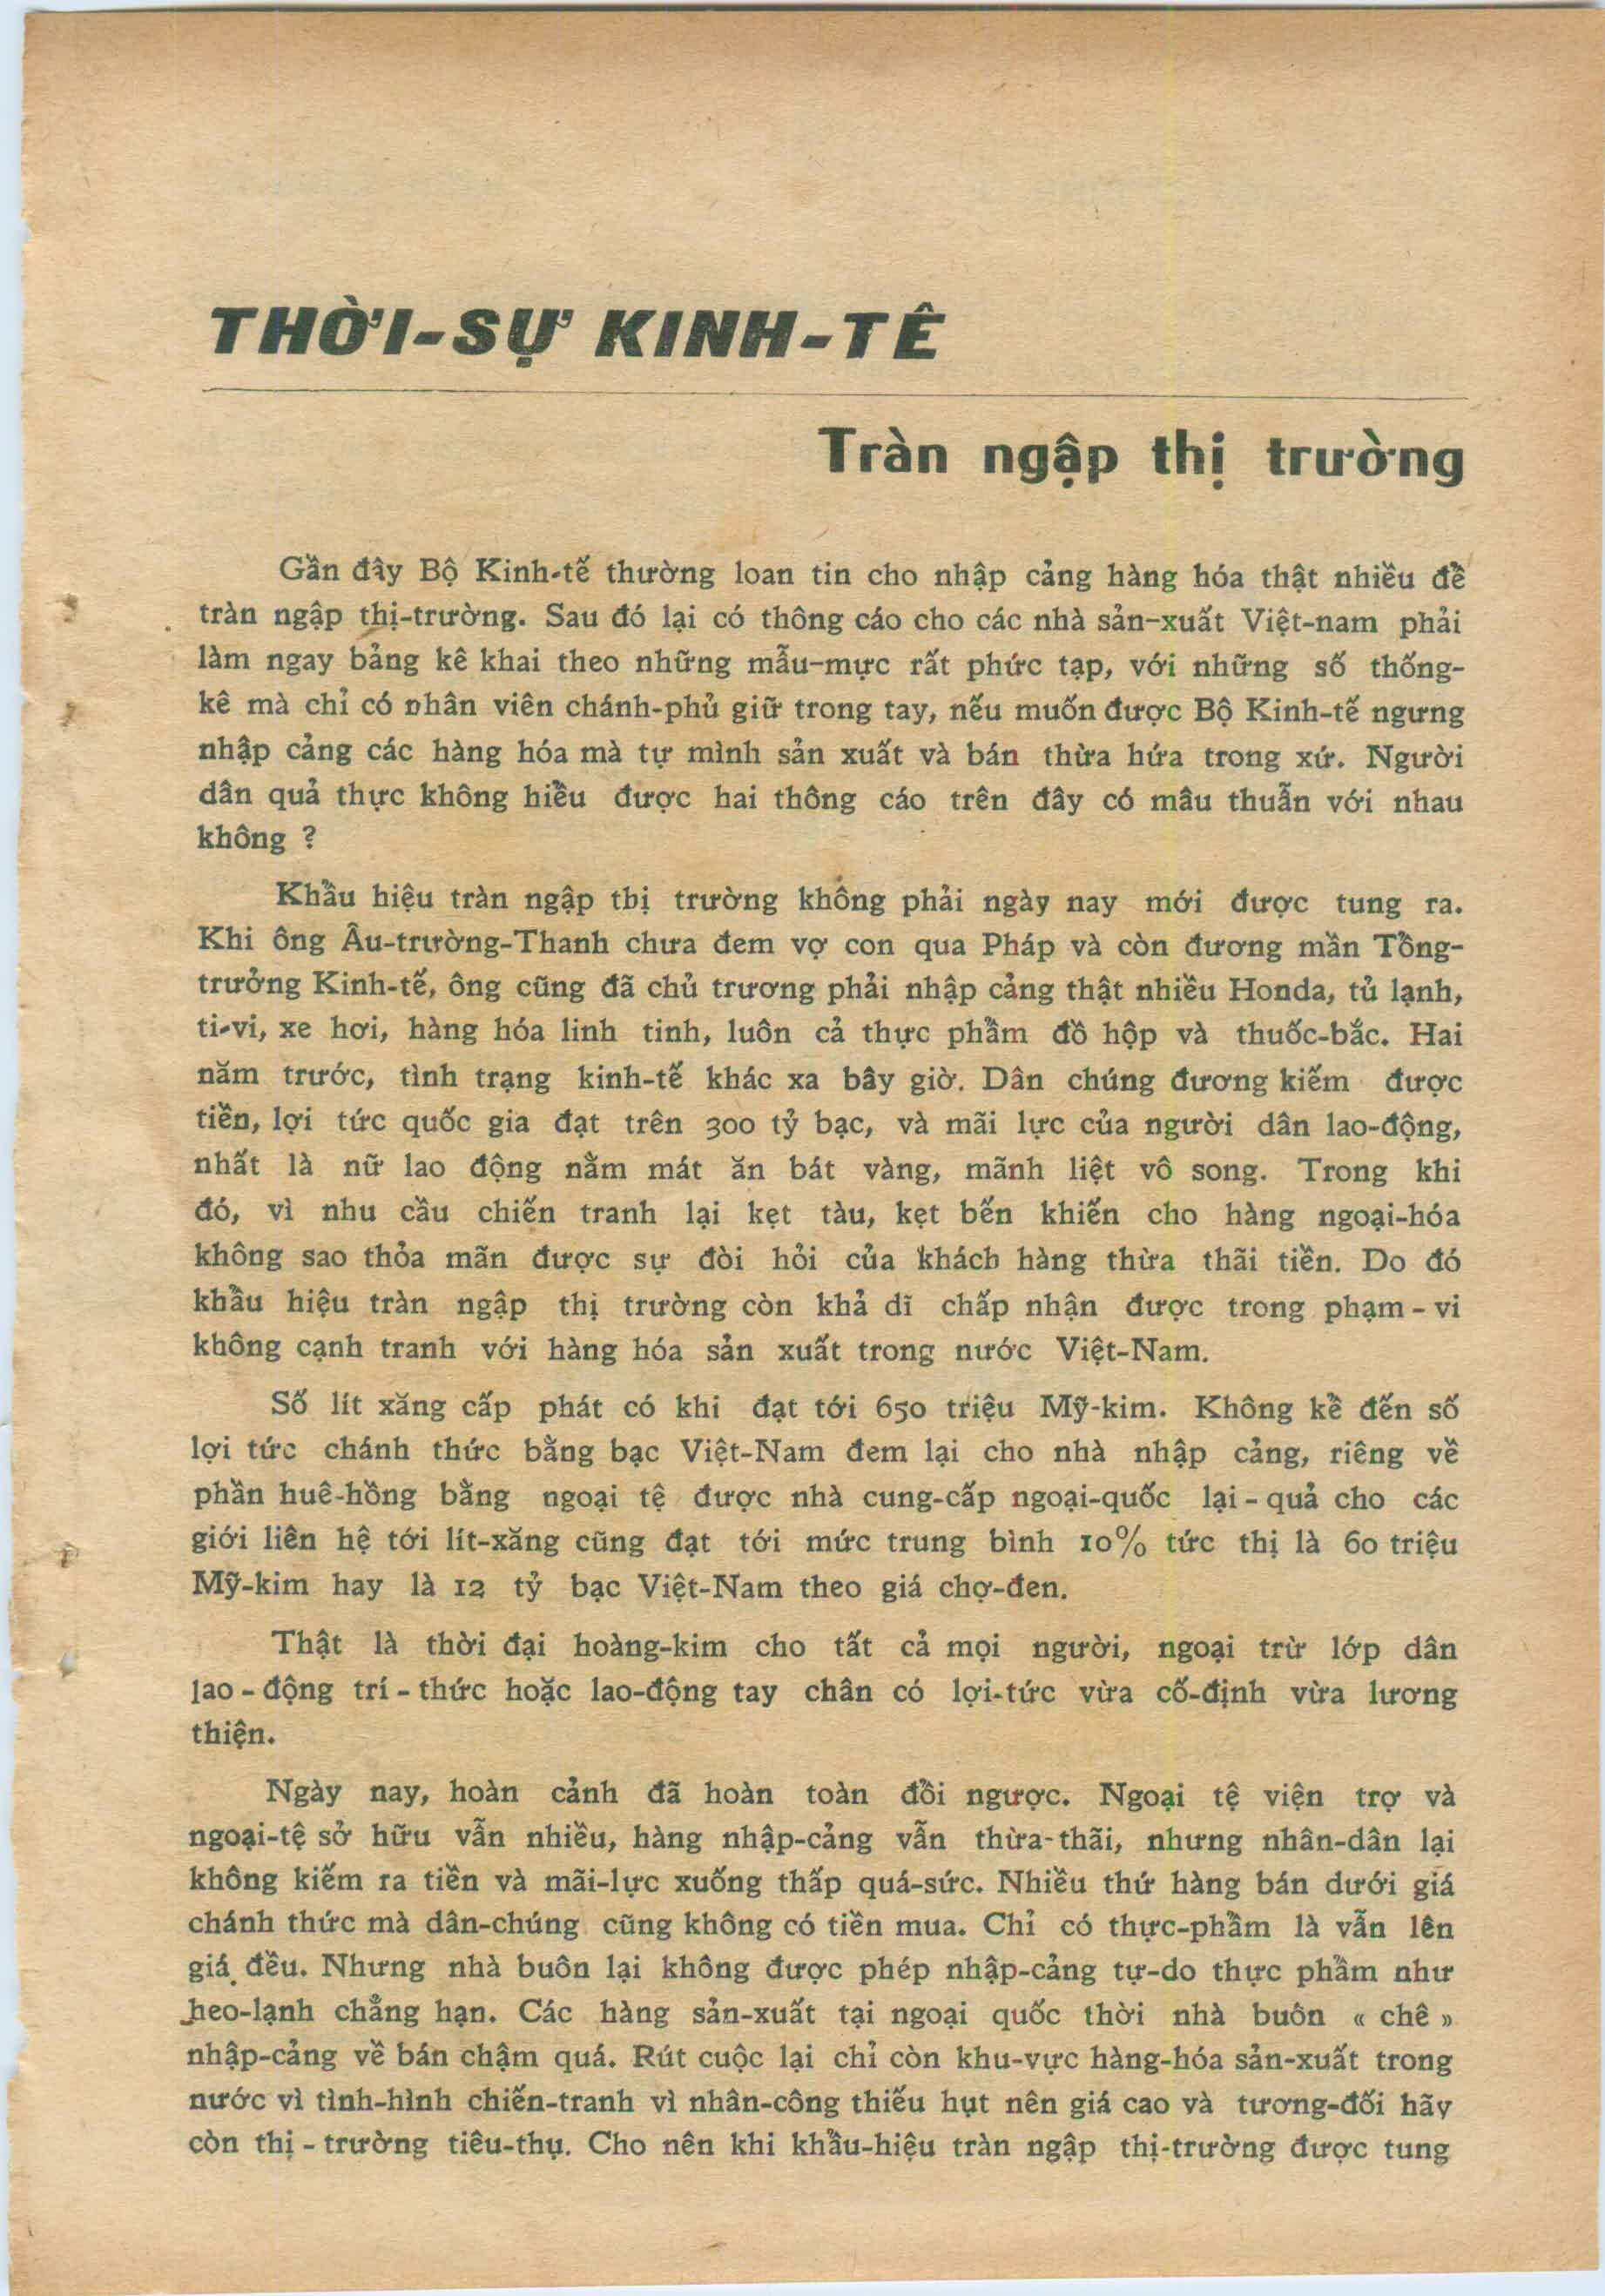 THỜI-SỰ KINH-TÊ
Tràn ngập thị trường
Gần đây Bộ Kinh-tế thường loan tin cho nhập cảng hàng hóa thật nhiều để
tràn ngập thị-trường. Sau đó lại có thông cáo cho các nhà sản-xuất Việt-nam phải
làm ngay bảng kê khai theo những mẫu-mực rất phức tạp, với những số thống-
kê mà chỉ có nhân viên chánh-phủ giữ trong tay, nếu muốn được Bộ Kinh-tế ngưng
nhập cảng các hàng hóa mà tự mình sản xuất và bán thừa hứa trong xứ. Người
dân quả thực không hiểu được hai thông cáo trên đây có mâu thuẫn với nhau
không ?
Khẩu hiệu tràn ngập thị trường không phải ngày nay mới được tung ra.
Khi ông Âu-trường-Thanh chưa đem vợ con qua Pháp và còn đương mần Tổng-
trưởng Kinh-tế, ông cũng đã chủ trương phải nhập cảng thật nhiều Honda, tủ lạnh,
ti-vi, xe hơi, hàng hóa linh tinh, luôn cả thực phẩm đồ hộp và thuốc-bắc. Hai
năm trước, tình trạng kinh-tế khác xa bây giờ. Dân chúng đương kiếm được
tiền, lợi tức quốc gia đạt trên 300 tỷ bạc, và mãi lực của người dân lao-động,
nhất là nữ lao động nằm mát ăn bát vàng, mãnh liệt vô song. Trong khi
đó, vì nhu cầu chiến tranh lại kẹt tàu, kẹt bến khiến cho hàng ngoại-hóa
không sao thỏa mãn được sự đòi hỏi của khách hàng thừa thãi tiền. Do đó
khẩu hiệu tràn ngập thị trường còn khả dĩ chấp nhận được trong phạm - vi
không cạnh tranh với hàng hóa sản xuất trong nước Việt-Nam.
Số lít xăng cấp phát có khi đạt tới 650 triệu Mỹ-kim. Không kể đến số
lợi tức chánh thức bằng bạc Việt-Nam đem lại cho nhà nhập cảng, riêng về
phần huê-hồng bằng ngoại tệ được nhà cung-cấp ngoại-quốc lại - quả cho các
giới liên hệ tới lít-xăng cũng đạt tới mức trung bình 10% tức thị là 60 triệu
Mỹ-kim hay là 12 tỷ bạc Việt-Nam theo giá chợ-đen.
Thật là thời đại hoàng-kim cho tất cả mọi người, ngoại trừ lớp dân
lao - động trí - thức hoặc lao-động tay chân có lợi-tức vừa cố-định vừa lương
thiện.
Ngày nay, hoàn cảnh đã hoàn toàn đổi ngược. Ngoại tệ viện trợ và
ngoại-tệ sở hữu vẫn nhiều, hàng nhập-cảng vẫn thừa-thãi, nhưng nhân-dân lại
không kiếm ra tiền và mãi-lực xuống thấp quá-sức. Nhiều thứ hàng bán dưới giá
chánh thức mà dân-chúng cũng không có tiền mua. Chỉ có thực-phẩm là vẫn lên
giá đều. Nhưng nhà buôn lại không được phép nhập-cảng tự-do thực phẩm như
heo-lạnh chẳng hạn. Các hàng sản-xuất tại ngoại quốc thời nhà buôn « chê »
nhập-cảng về bán chậm quá. Rút cuộc lại chỉ còn khu-vực hàng-hóa sản-xuất trong
nước vì tình-hình chiến-tranh vì nhân-công thiếu hụt nên giá cao và tương-đối hãy
còn thị - trường tiêu-thụ. Cho nên khi khẩu-hiệu tràn ngập thị-trường được tung